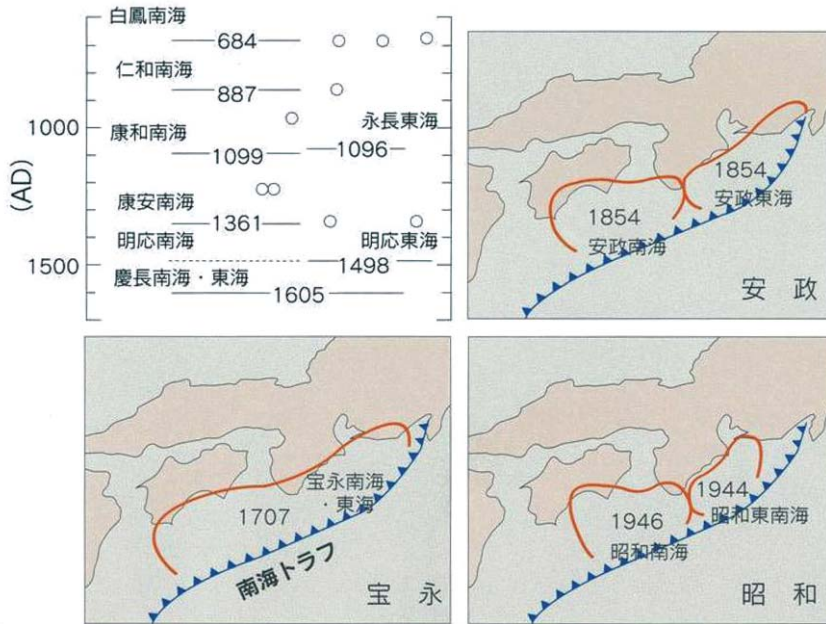 白鳳南海
684
仁和南海
887
1000
康和南海
永長東海
1099
1096
(AD)
康安南海
1361
明応南海
明応東海
1498
1500
慶長南海・東海
1605
1854
安政東海
1854
安政南海
安政
宝永南海
・東海
1707
南海トラフ
宝永
1944
昭和東南海
1946
昭和南海
昭和